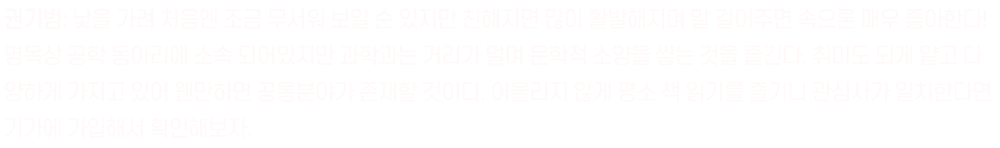 권기범: 낯을 가려 처음엔 조금 무서워 보일 순 있지만 친해지면 많이 활발해지며 말 걸어주면 속으론 매우 좋아한다!
명목상 공학 동아리에 소속 되어있지만 과학과는 거리가 멀며 문학적 소양을 쌓는 것을 즐긴다. 취미도 되게 얕고 다
양하게 가지고 있어 웬만하면 공통분야가 존재할 것이다. 어울리지 않게 평소 책 읽기를 즐기니 관심사가 일치한다면
기가에 가입해서 확인해보자.